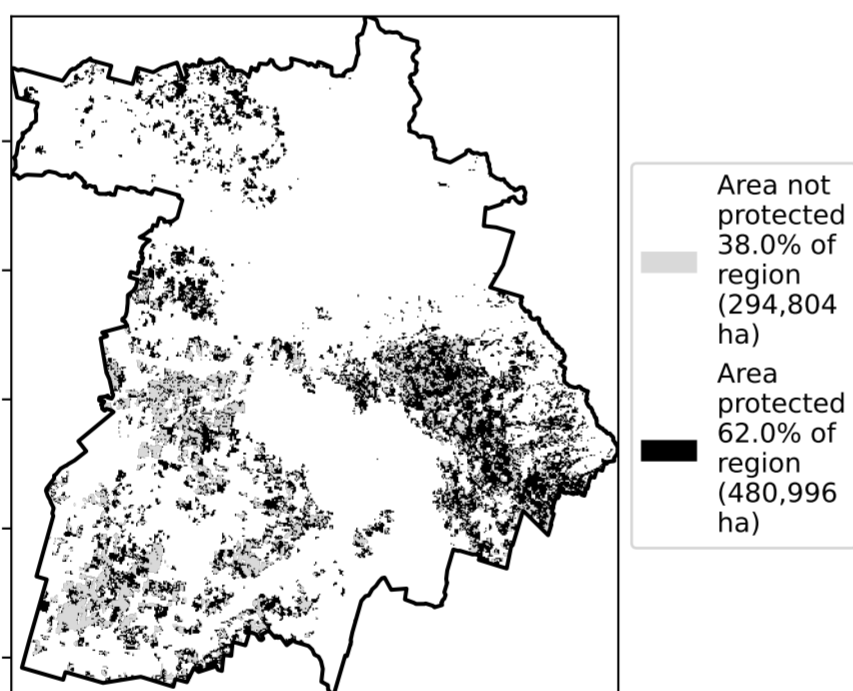 Area not
protected
38.0% of
region
(294,804
ha)
Area
protected
62.0% of
region
(480,996
ha)